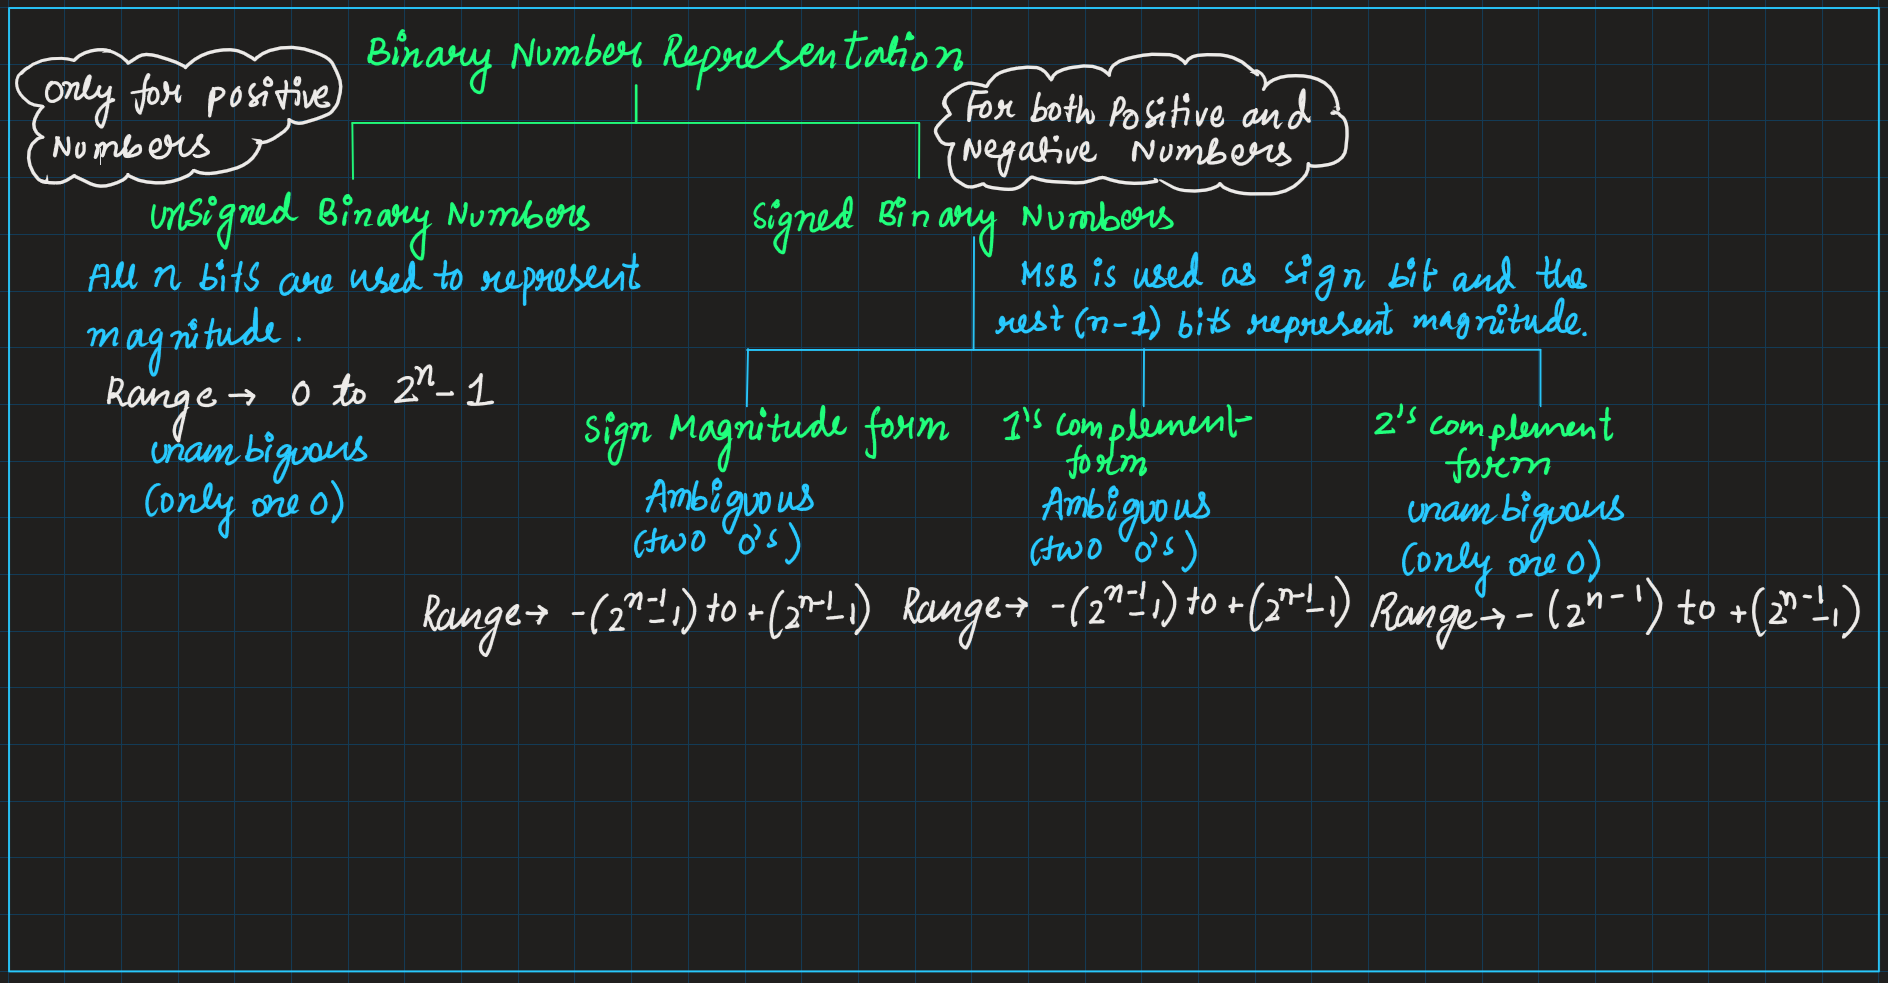 Binary Number Representation
only for positive
Numbers
For both Positive and
Negative Numbers
unsigned Binary Numbers
Signed Binary Numbers
All n bits are used to represent
magnitude.
MSB is used as sign bit and the
rest (n-1) bits represent magnitude.
Range → 0 to 2^n - 1
unambiguous
(only one 0)
Sign Magnitude form
Ambiguous
(two 0's)
Range → -(2^{n-1}-1) to +(2^{n-1}-1)
1's complement
form
Ambiguous
(two 0's)
Range → -(2^{n-1}-1) to +(2^{n-1}-1)
2's complement
form
unambiguous
(only one 0)
Range → -(2^{n-1}) to +(2^{n-1}-1)